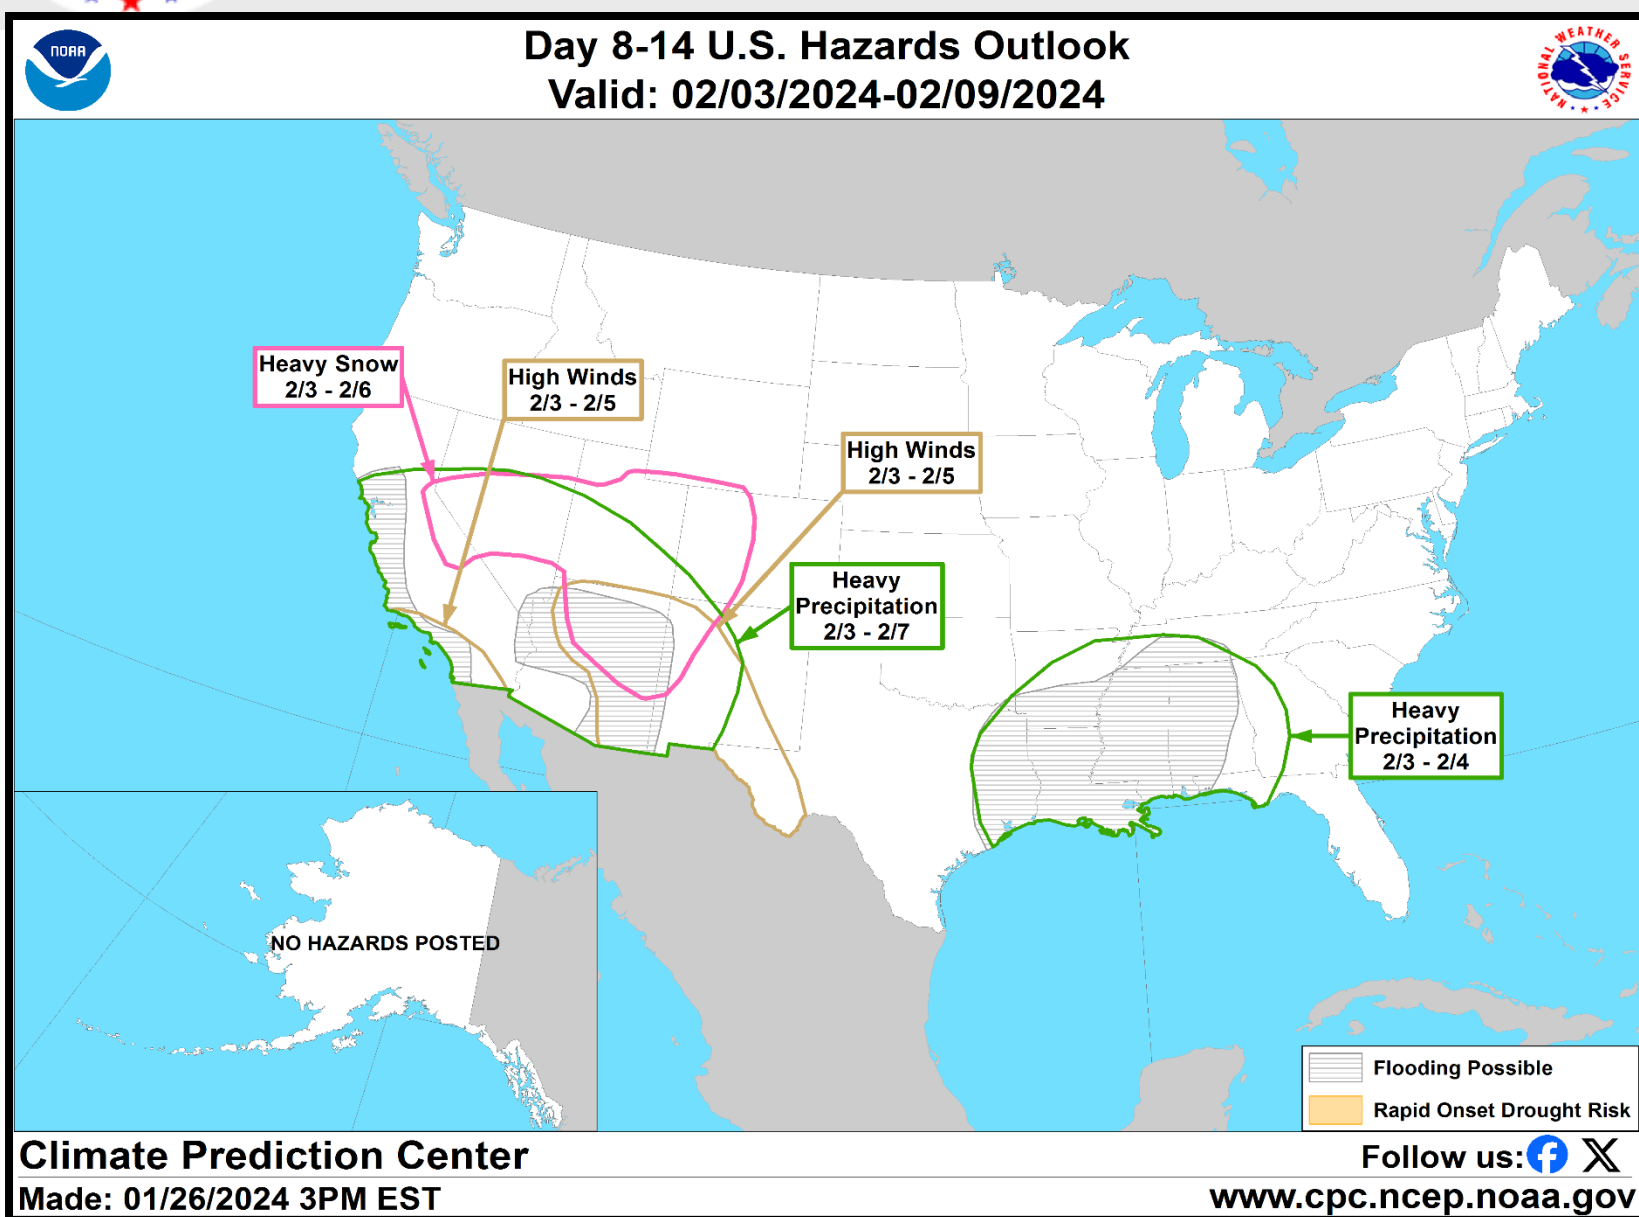 NOAA
Day 8-14 U.S. Hazards Outlook
Valid: 02/03/2024-02/09/2024
NATIONAL WEATHER SERVICE
Heavy Snow
2/3 - 2/6
High Winds
2/3 - 2/5
High Winds
2/3 - 2/5
Heavy
Precipitation
2/3 - 2/7
Heavy
Precipitation
2/3 - 2/4
NO HAZARDS POSTED
Flooding Possible
Rapid Onset Drought Risk
Climate Prediction Center
Follow us:
Made: 01/26/2024 3PM EST
www.cpc.ncep.noaa.gov